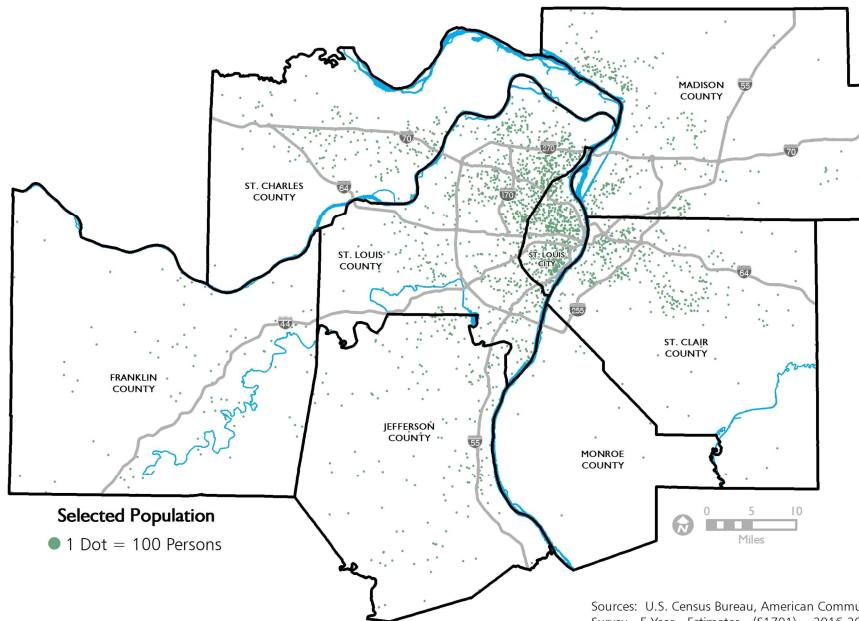 MADISON
COUNTY
55
70
270
70
ST. CHARLES
COUNTY
64
170
ST. LOUIS
COUNTY
ST. LOUIS
CITY
64
255
44
ST. CLAIR
COUNTY
FRANKLIN
COUNTY
JEFFERSON
COUNTY
55
MONROE
COUNTY
Selected Population
1 Dot = 100 Persons
0 5 10
Miles
Sources: U.S. Census Bureau, American